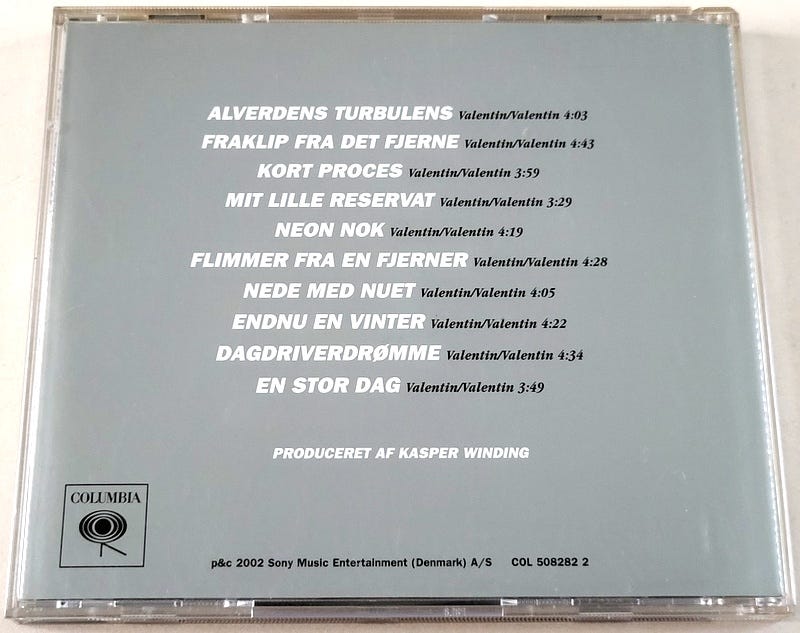 ALVERDENS TURBULENS Valentin/Valentin 4:03
FRAKLIP FRA DET FJERNE Valentin/Valentin 4:43
KORT PROCES Valentin/Valentin 3:59
MIT LILLE RESERVAT Valentin/Valentin 3:29
NEON NOK Valentin/Valentin 4:19
FLIMMER FRA EN FJERNER Valentin/Valentin 4:28
NEDE MED NUET Valentin/Valentin 4:05
ENDNU EN VINTER Valentin/Valentin 4:22
DAGDRIVERDRØMME Valentin/Valentin 4:34
EN STOR DAG Valentin/Valentin 3:49
PRODUCERET AF KASPER WINDING
COLUMBIA
p&c 2002 Sony Music Entertainment (Denmark) A/S COL 508282 2